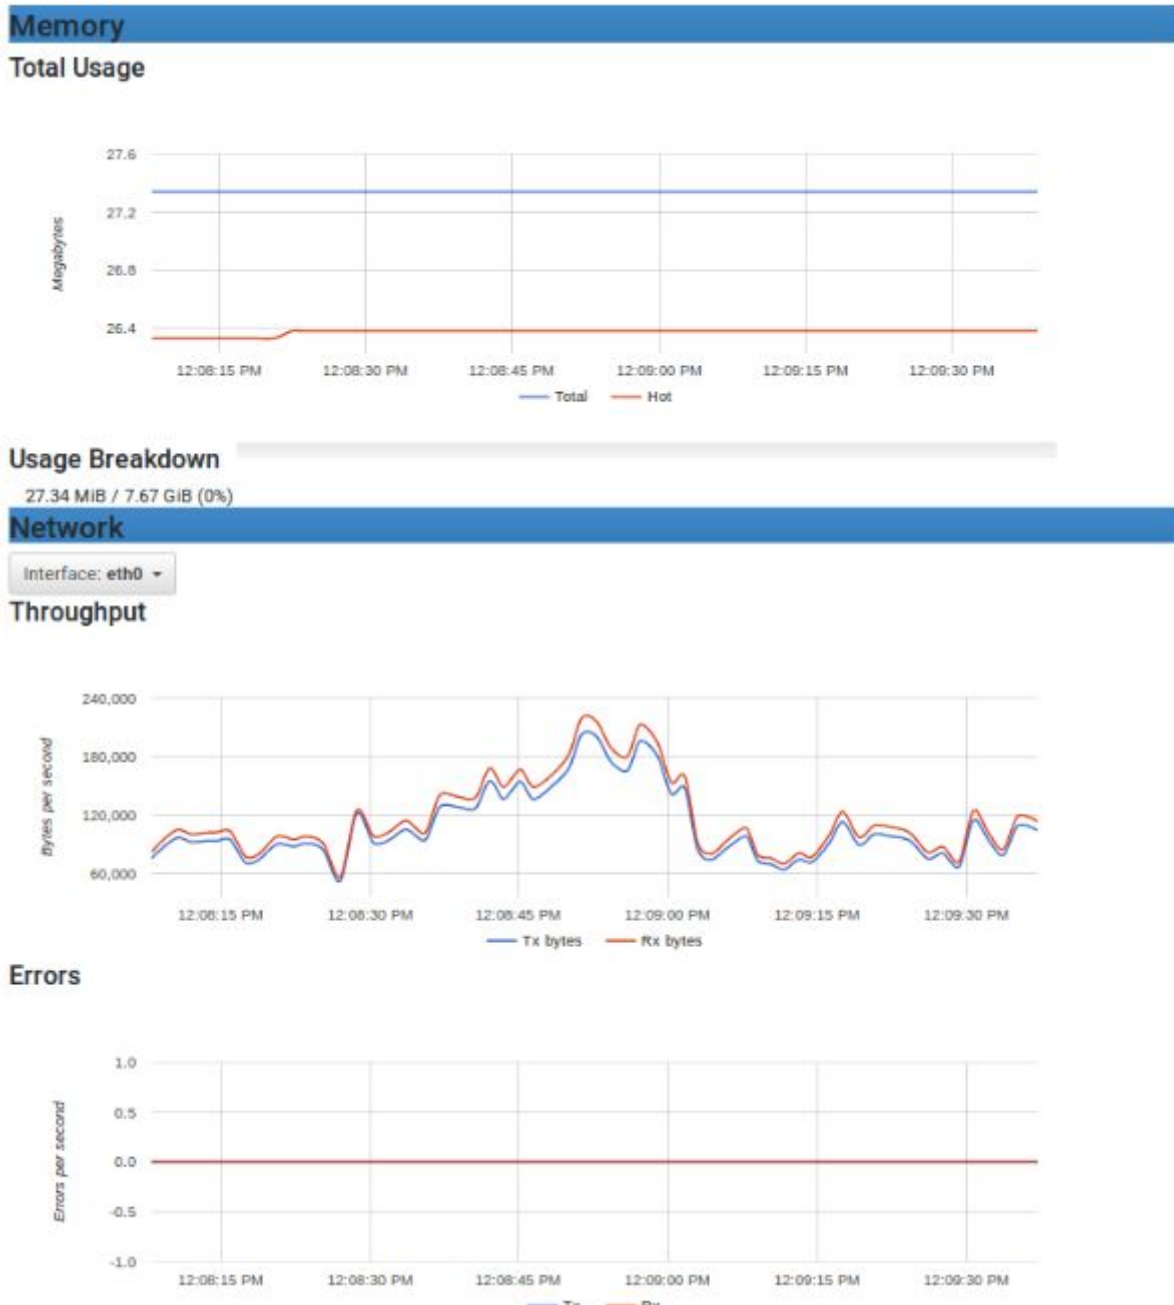 Memory
Total Usage
27.6
27.2
26.8
26.4
Megabytes
12:08:15 PM 12:08:30 PM 12:08:45 PM 12:09:00 PM 12:09:15 PM 12:09:30 PM
Total Hot
Usage Breakdown
27.34 MiB / 7.67 GiB (0%)
Network
Interface: eth0
Throughput
240,000
180,000
120,000
60,000
Bytes per second
12:08:15 PM 12:08:30 PM 12:08:45 PM 12:09:00 PM 12:09:15 PM 12:09:30 PM
Tx bytes Rx bytes
Errors
1.0
0.5
0.0
-0.5
-1.0
Errors per second
12:08:15 PM 12:08:30 PM 12:08:45 PM 12:09:00 PM 12:09:15 PM 12:09:30 PM
Tx Rx